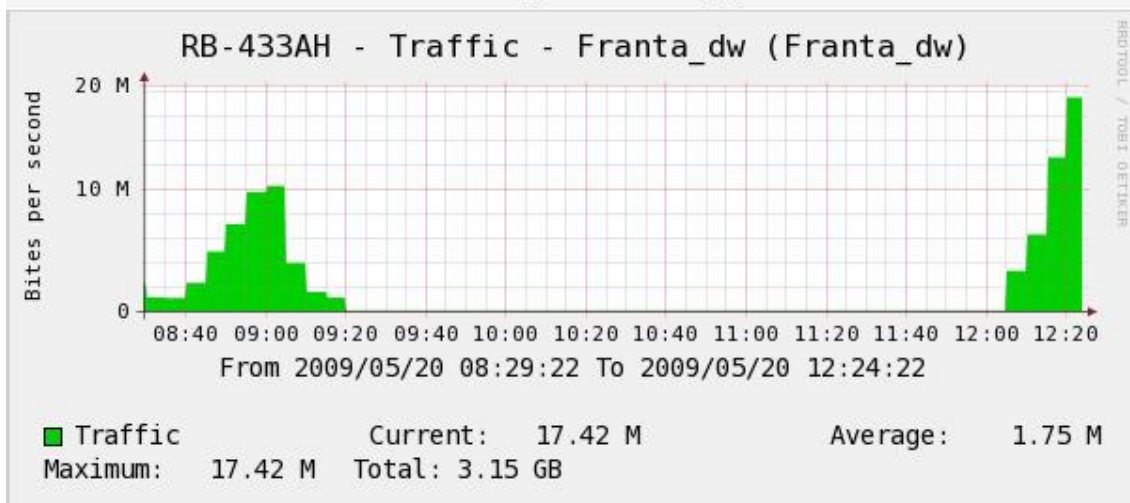 RB-433AH - Traffic - Franta_dw (Franta_dw)
20 M
10 M
0
Bites per second
08:40 09:00 09:20 09:40 10:00 10:20 10:40 11:00 11:20 11:40 12:00 12:20
From 2009/05/20 08:29:22 To 2009/05/20 12:24:22
Traffic Current: 17.42 M Average: 1.75 M
Maximum: 17.42 M Total: 3.15 GB
RRDTOOL / TOBI OETIKER